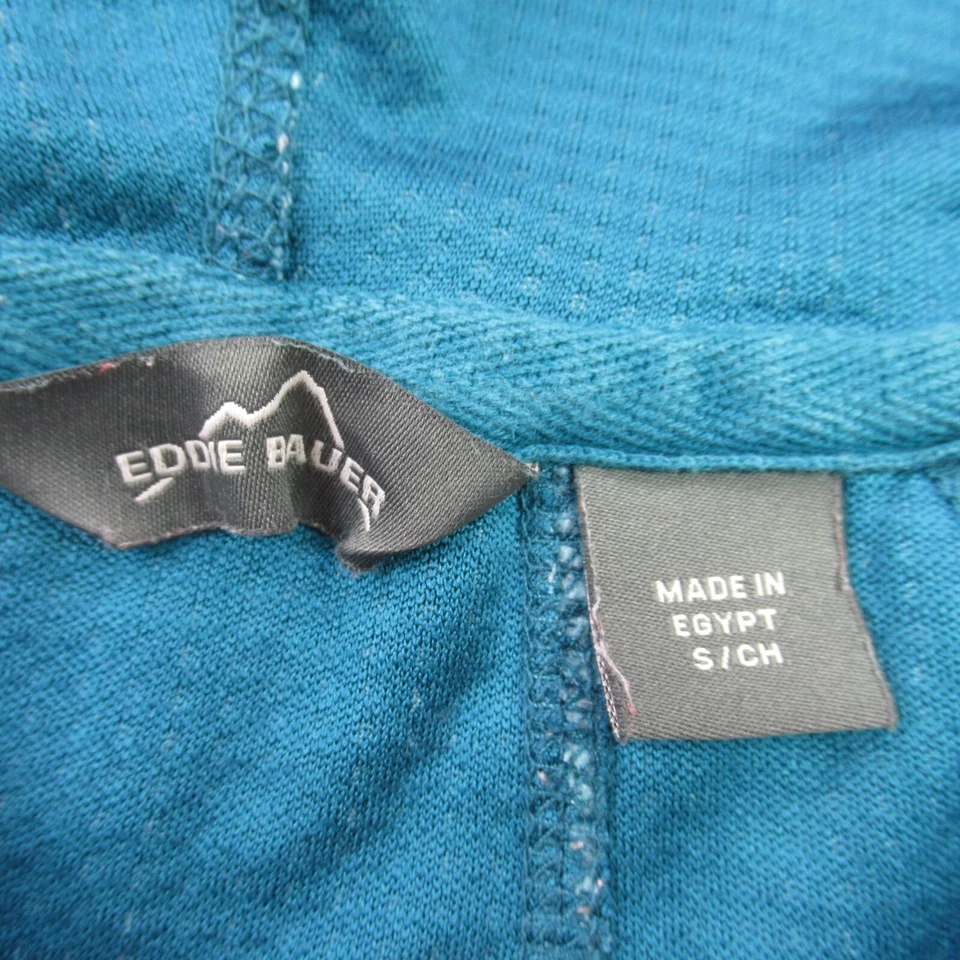 EDDIE BAUER
MADE IN
EGYPT
S/CH